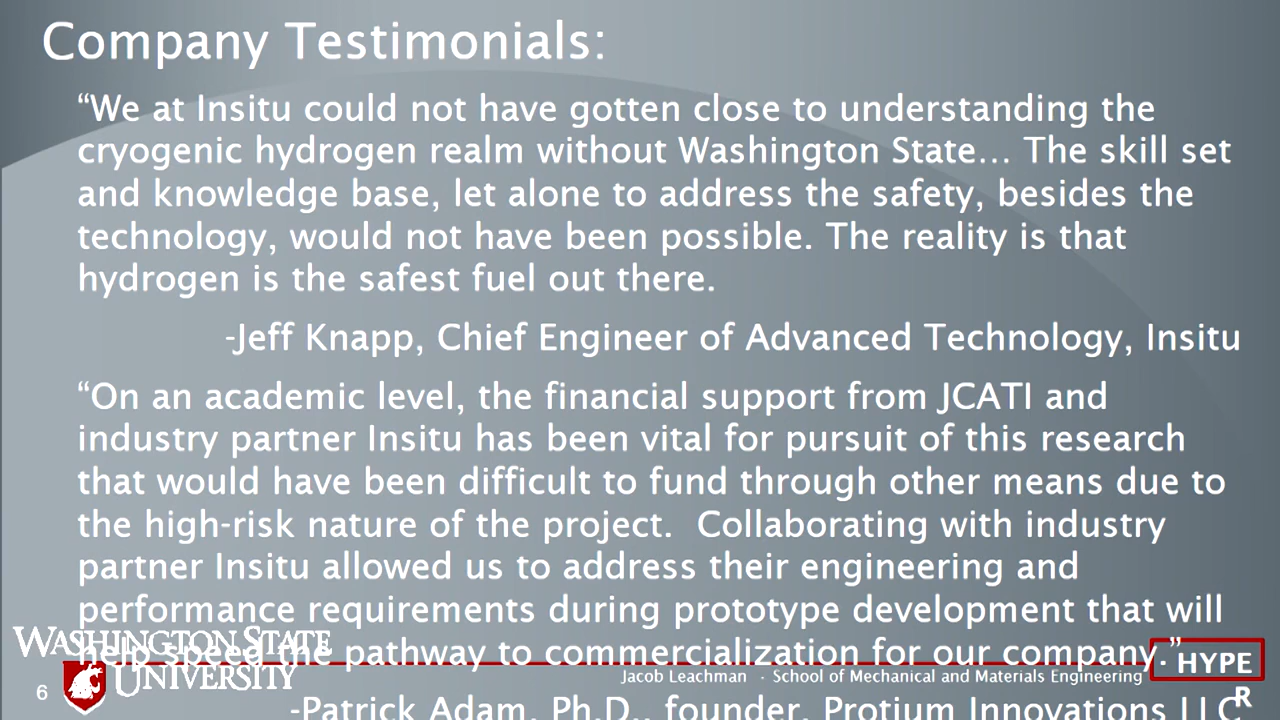 Company Testimonials:
“We at Insitu could not have gotten close to understanding the
cryogenic hydrogen realm without Washington State… The skill set
and knowledge base, let alone to address the safety, besides the
technology, would not have been possible. The reality is that
hydrogen is the safest fuel out there.
-Jeff Knapp, Chief Engineer of Advanced Technology, Insitu
“On an academic level, the financial support from JCATI and
industry partner Insitu has been vital for pursuit of this research
that would have been difficult to fund through other means due to
the high-risk nature of the project. Collaborating with industry
partner Insitu allowed us to address their engineering and
performance requirements during prototype development that will
help speed the pathway to commercialization for our company.”
-Patrick Adam, Ph.D., founder, Protium Innovations LLC
WASHINGTON STATE
UNIVERSITY
6
Jacob Leachman - School of Mechanical and Materials Engineering
HYPE
R